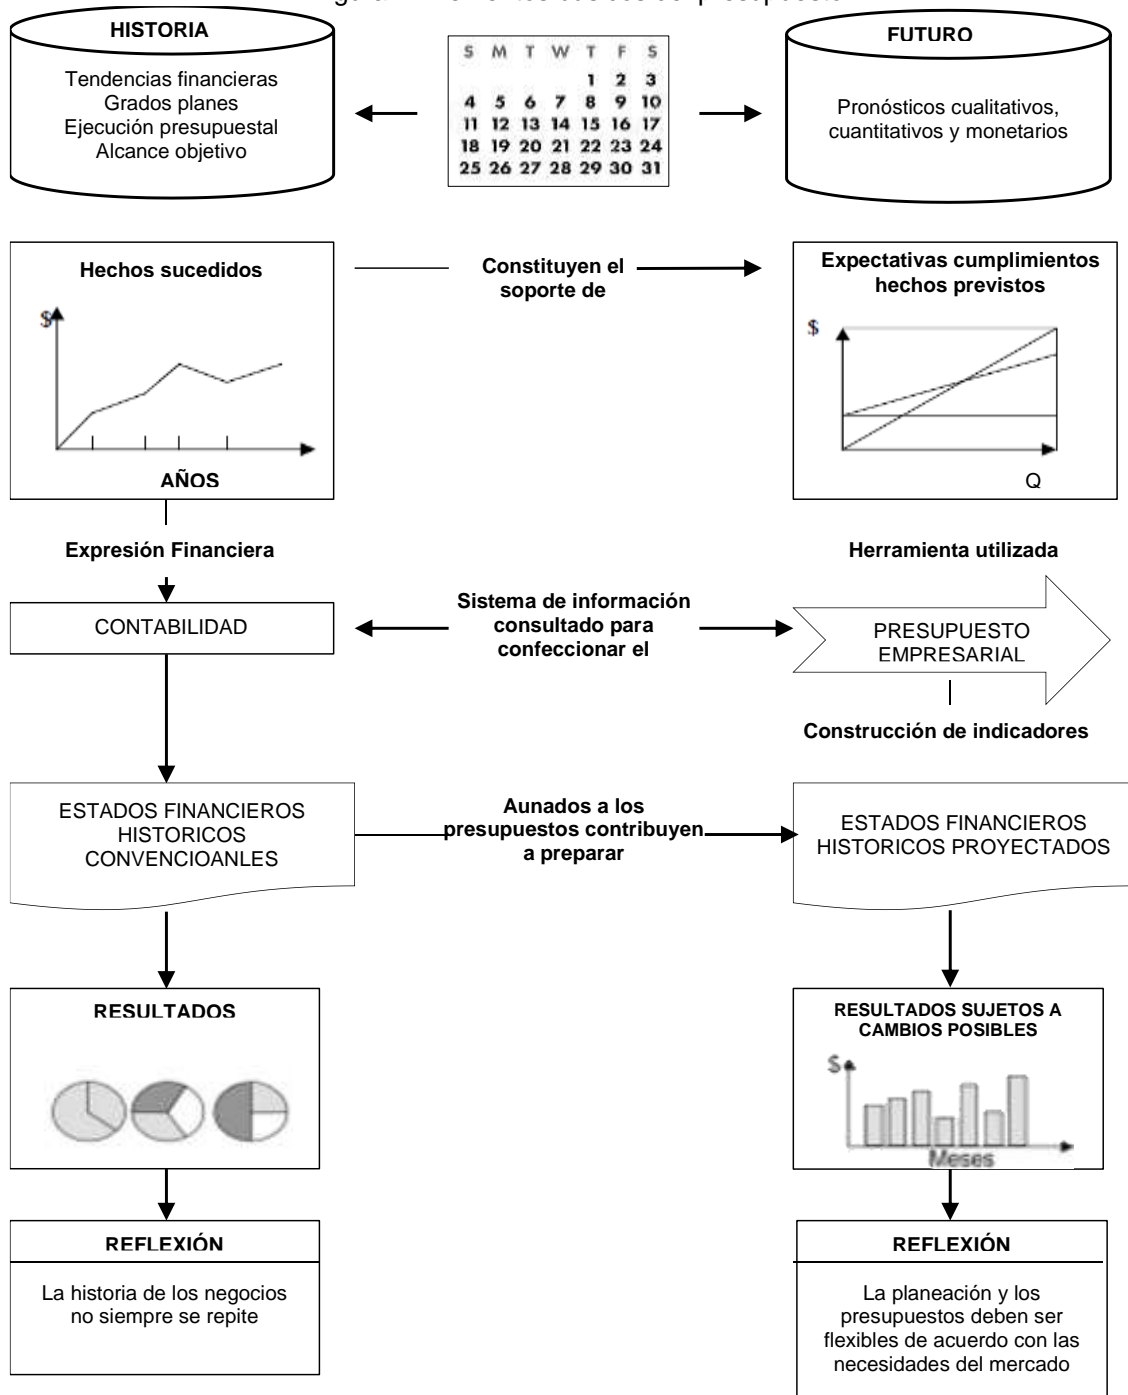 HISTORIA
Tendencias financieras
Grados planes
Ejecución presupuestal
Alcance objetivo
S M T W T F S
1 2 3
4 5 6 7 8 9 10
11 12 13 14 15 16 17
18 19 20 21 22 23 24
25 26 27 28 29 30 31
FUTURO
Pronósticos cualitativos,
cuantitativos y monetarios
Hechos sucedidos
$
AÑOS
Constituyen el
soporte de
Expectativas cumplimientos
hechos previstos
$
Q
Expresión Financiera
Herramienta utilizada
CONTABILIDAD
Sistema de información
consultado para
confeccionar el
PRESUPUESTO
EMPRESARIAL
Construcción de indicadores
ESTADOS FINANCIEROS
HISTORICOS
CONVENCIOANLES
Aunados a los
presupuestos contribuyen
a preparar
ESTADOS FINANCIEROS
HISTORICOS PROYECTADOS
RESULTADOS
RESULTADOS SUJETOS A
CAMBIOS POSIBLES
$
Meses
REFLEXIÓN
La historia de los negocios
no siempre se repite
REFLEXIÓN
La planeación y los
presupuestos deben ser
flexibles de acuerdo con las
necesidades del mercado